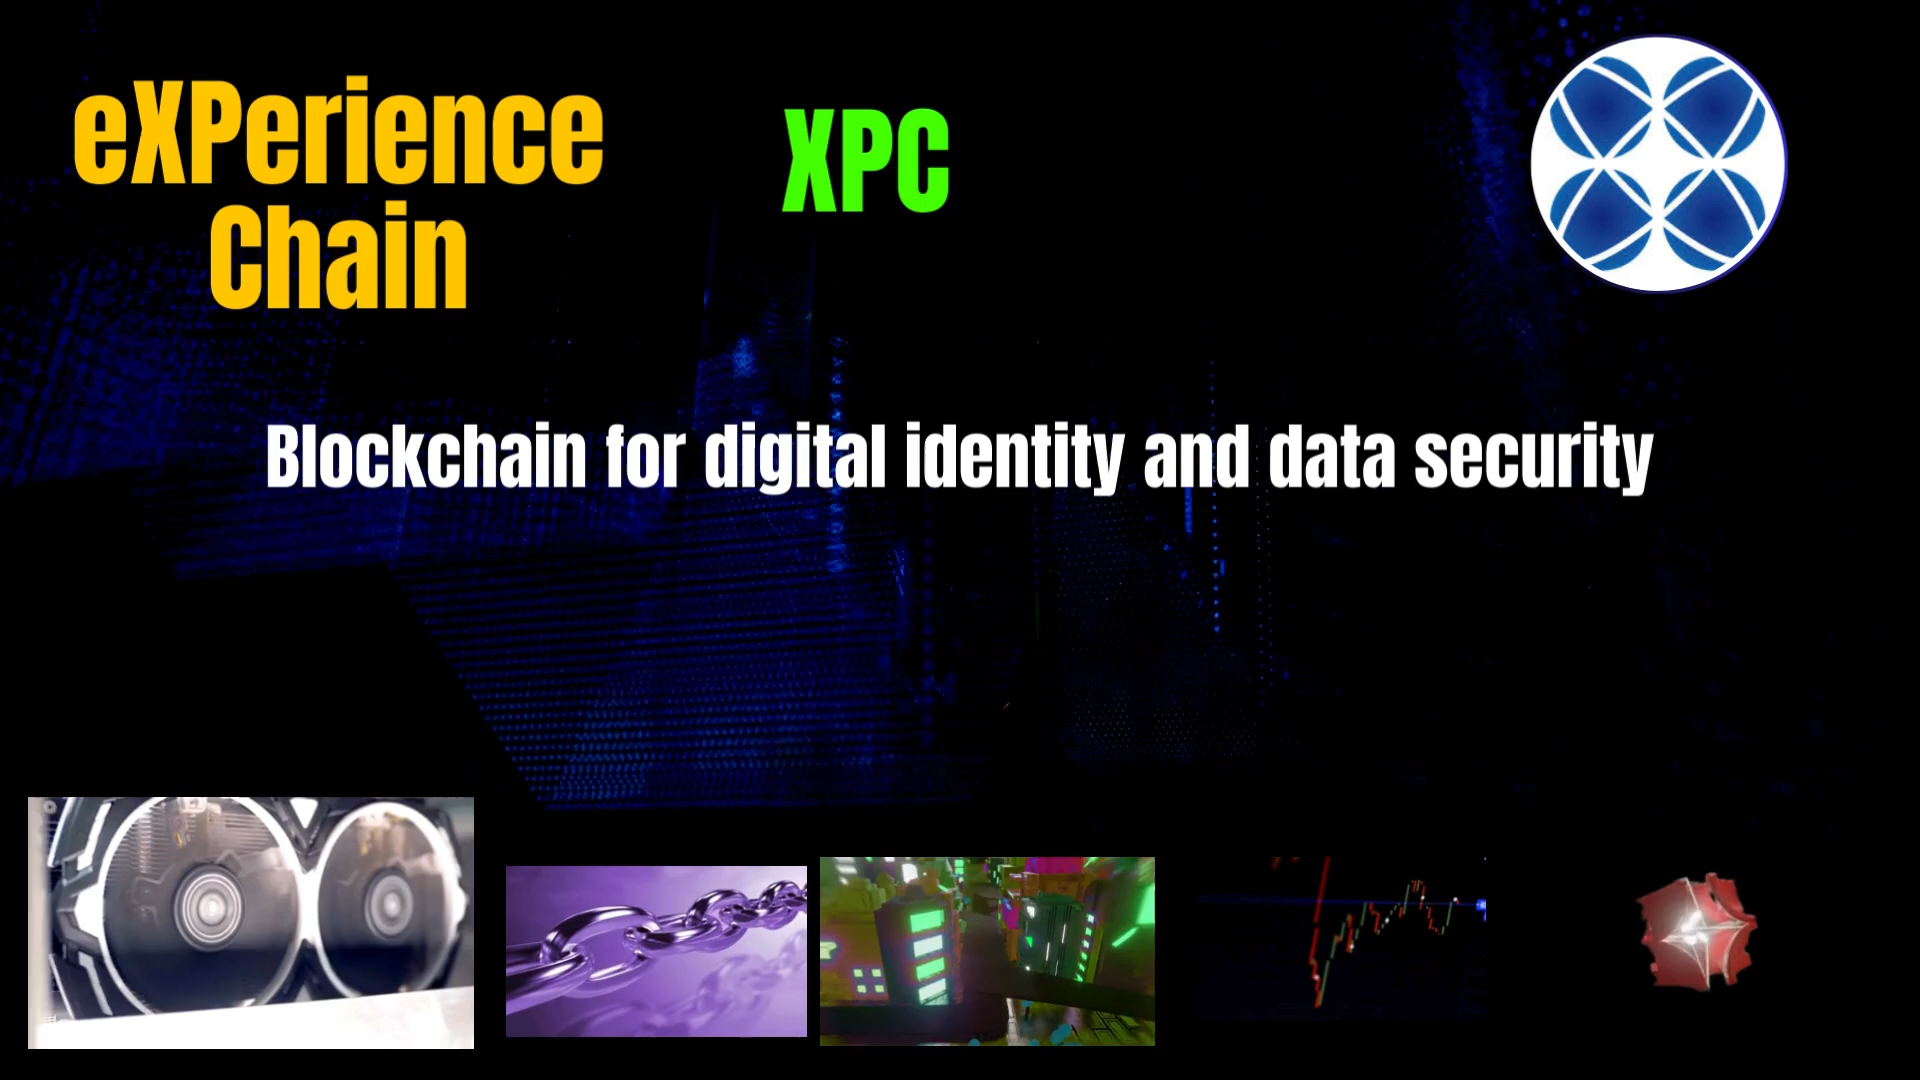 eXPerience
Chain
XPC
Blockchain for digital identity and data security